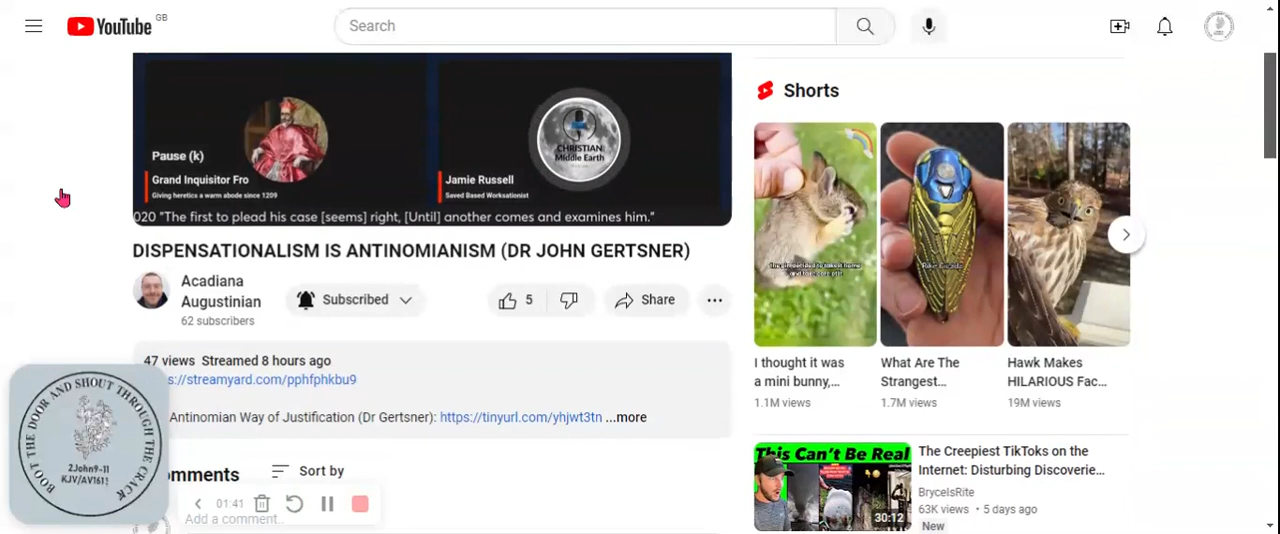 YouTube GB
Search
CHRISTIAN
Middle Earth
Pause (k)
Grand Inquisitor Fro
Giving heretics a warm abode since 1209
Jamie Russell
Saved Based Worksationist
020 "The first to plead his case [seems] right, [Until] another comes and examines him."
DISPENSATIONALISM IS ANTINOMIANISM (DR JOHN GERTSNER)
Acadiana
Augustinian
62 subscribers
Subscribed
5
Share
47 views Streamed 8 hours ago
s://streamyard.com/pphfphkbu9
Antinomian Way of Justification (Dr Gertsner): https://tinyurl.com/yhjwt3tn ...more
omments
Sort by
01:41
Add a comment..
BOOT THE DOOR AND SHOUT THROUGH THE CRACK
2John9-11
KJV/AV1611
Shorts
I thought it was
a mini bunny,...
1.1M views
What Are The
Strangest...
1.7M views
Hawk Makes
HILARIOUS Fac...
19M views
This Can't Be Real
30:12
The Creepiest TikToks on the
Internet: Disturbing Discoverie...
BryceIsRite
63K views • 5 days ago
New